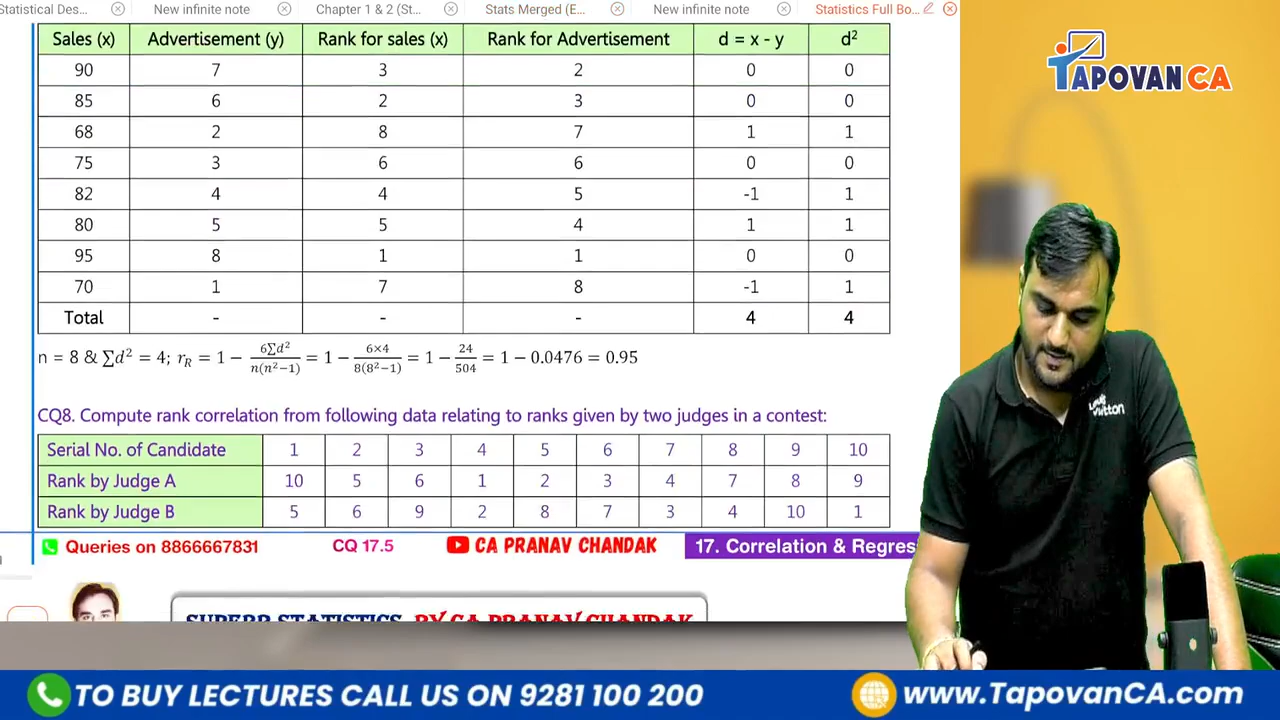 Statistical Des... New infinite note Chapter 1 & 2 (St... Stats Merged (E... New infinite note Statistics Full Bo...
Sales (x) Advertisement (y) Rank for sales (x) Rank for Advertisement d = x - y d²
90 7 3 2 0 0
85 6 2 3 0 0
68 2 8 7 1 1
75 3 6 6 0 0
82 4 4 5 -1 1
80 5 5 4 1 1
95 8 1 1 0 0
70 1 7 8 -1 1
Total - - - 4 4
n = 8 & ∑d² = 4; r_R = 1 − 6∑d²/n(n²−1) = 1 − 6×4/8(8²−1) = 1 − 24/504 = 1 − 0.0476 = 0.95
CQ8. Compute rank correlation from following data relating to ranks given by two judges in a contest:
Serial No. of Candidate 1 2 3 4 5 6 7 8 9 10
Rank by Judge A 10 5 6 1 2 3 4 7 8 9
Rank by Judge B 5 6 9 2 8 7 3 4 10 1
Queries on 8866667831 CQ 17.5 CA PRANAV CHANDAK 17. Correlation & Regres
SUPERB STATISTICS BY CA PRANAV CHANDAK
TAPOVAN CA
TO BUY LECTURES CALL US ON 9281 100 200 www.TapovanCA.com